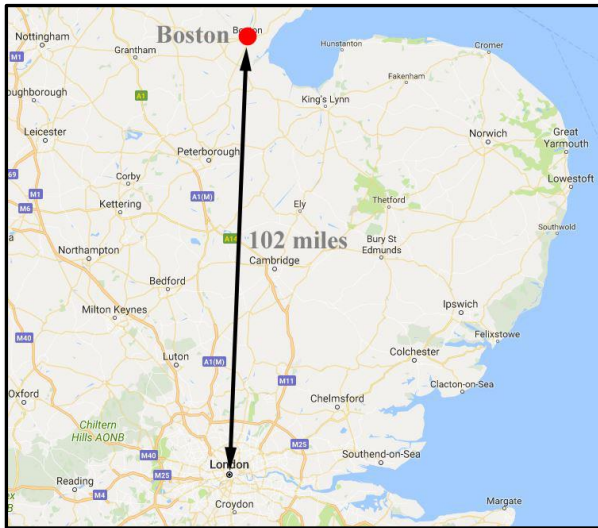 Boston
Boston
Nottingham
Grantham
Hunstanton
Cromer
M1
A1
Fakenham
oughborough
King's Lynn
Leicester
Norwich
Great
Yarmouth
Peterborough
69
M1
Corby
A1(M)
Lowestoft
M6
Kettering
Ely
Thetford
Southwold
A14
102 miles
Bury St
Edmunds
Northampton
Cambridge
Bedford
Milton Keynes
Ipswich
M40
Felixstowe
Luton
A1(M)
Colchester
M11
Clacton-on-Sea
Oxford
Chelmsford
Chiltern
Hills AONB
M40
M25
London
Southend-on-Sea
M25
Reading
M4
Croydon
Margate